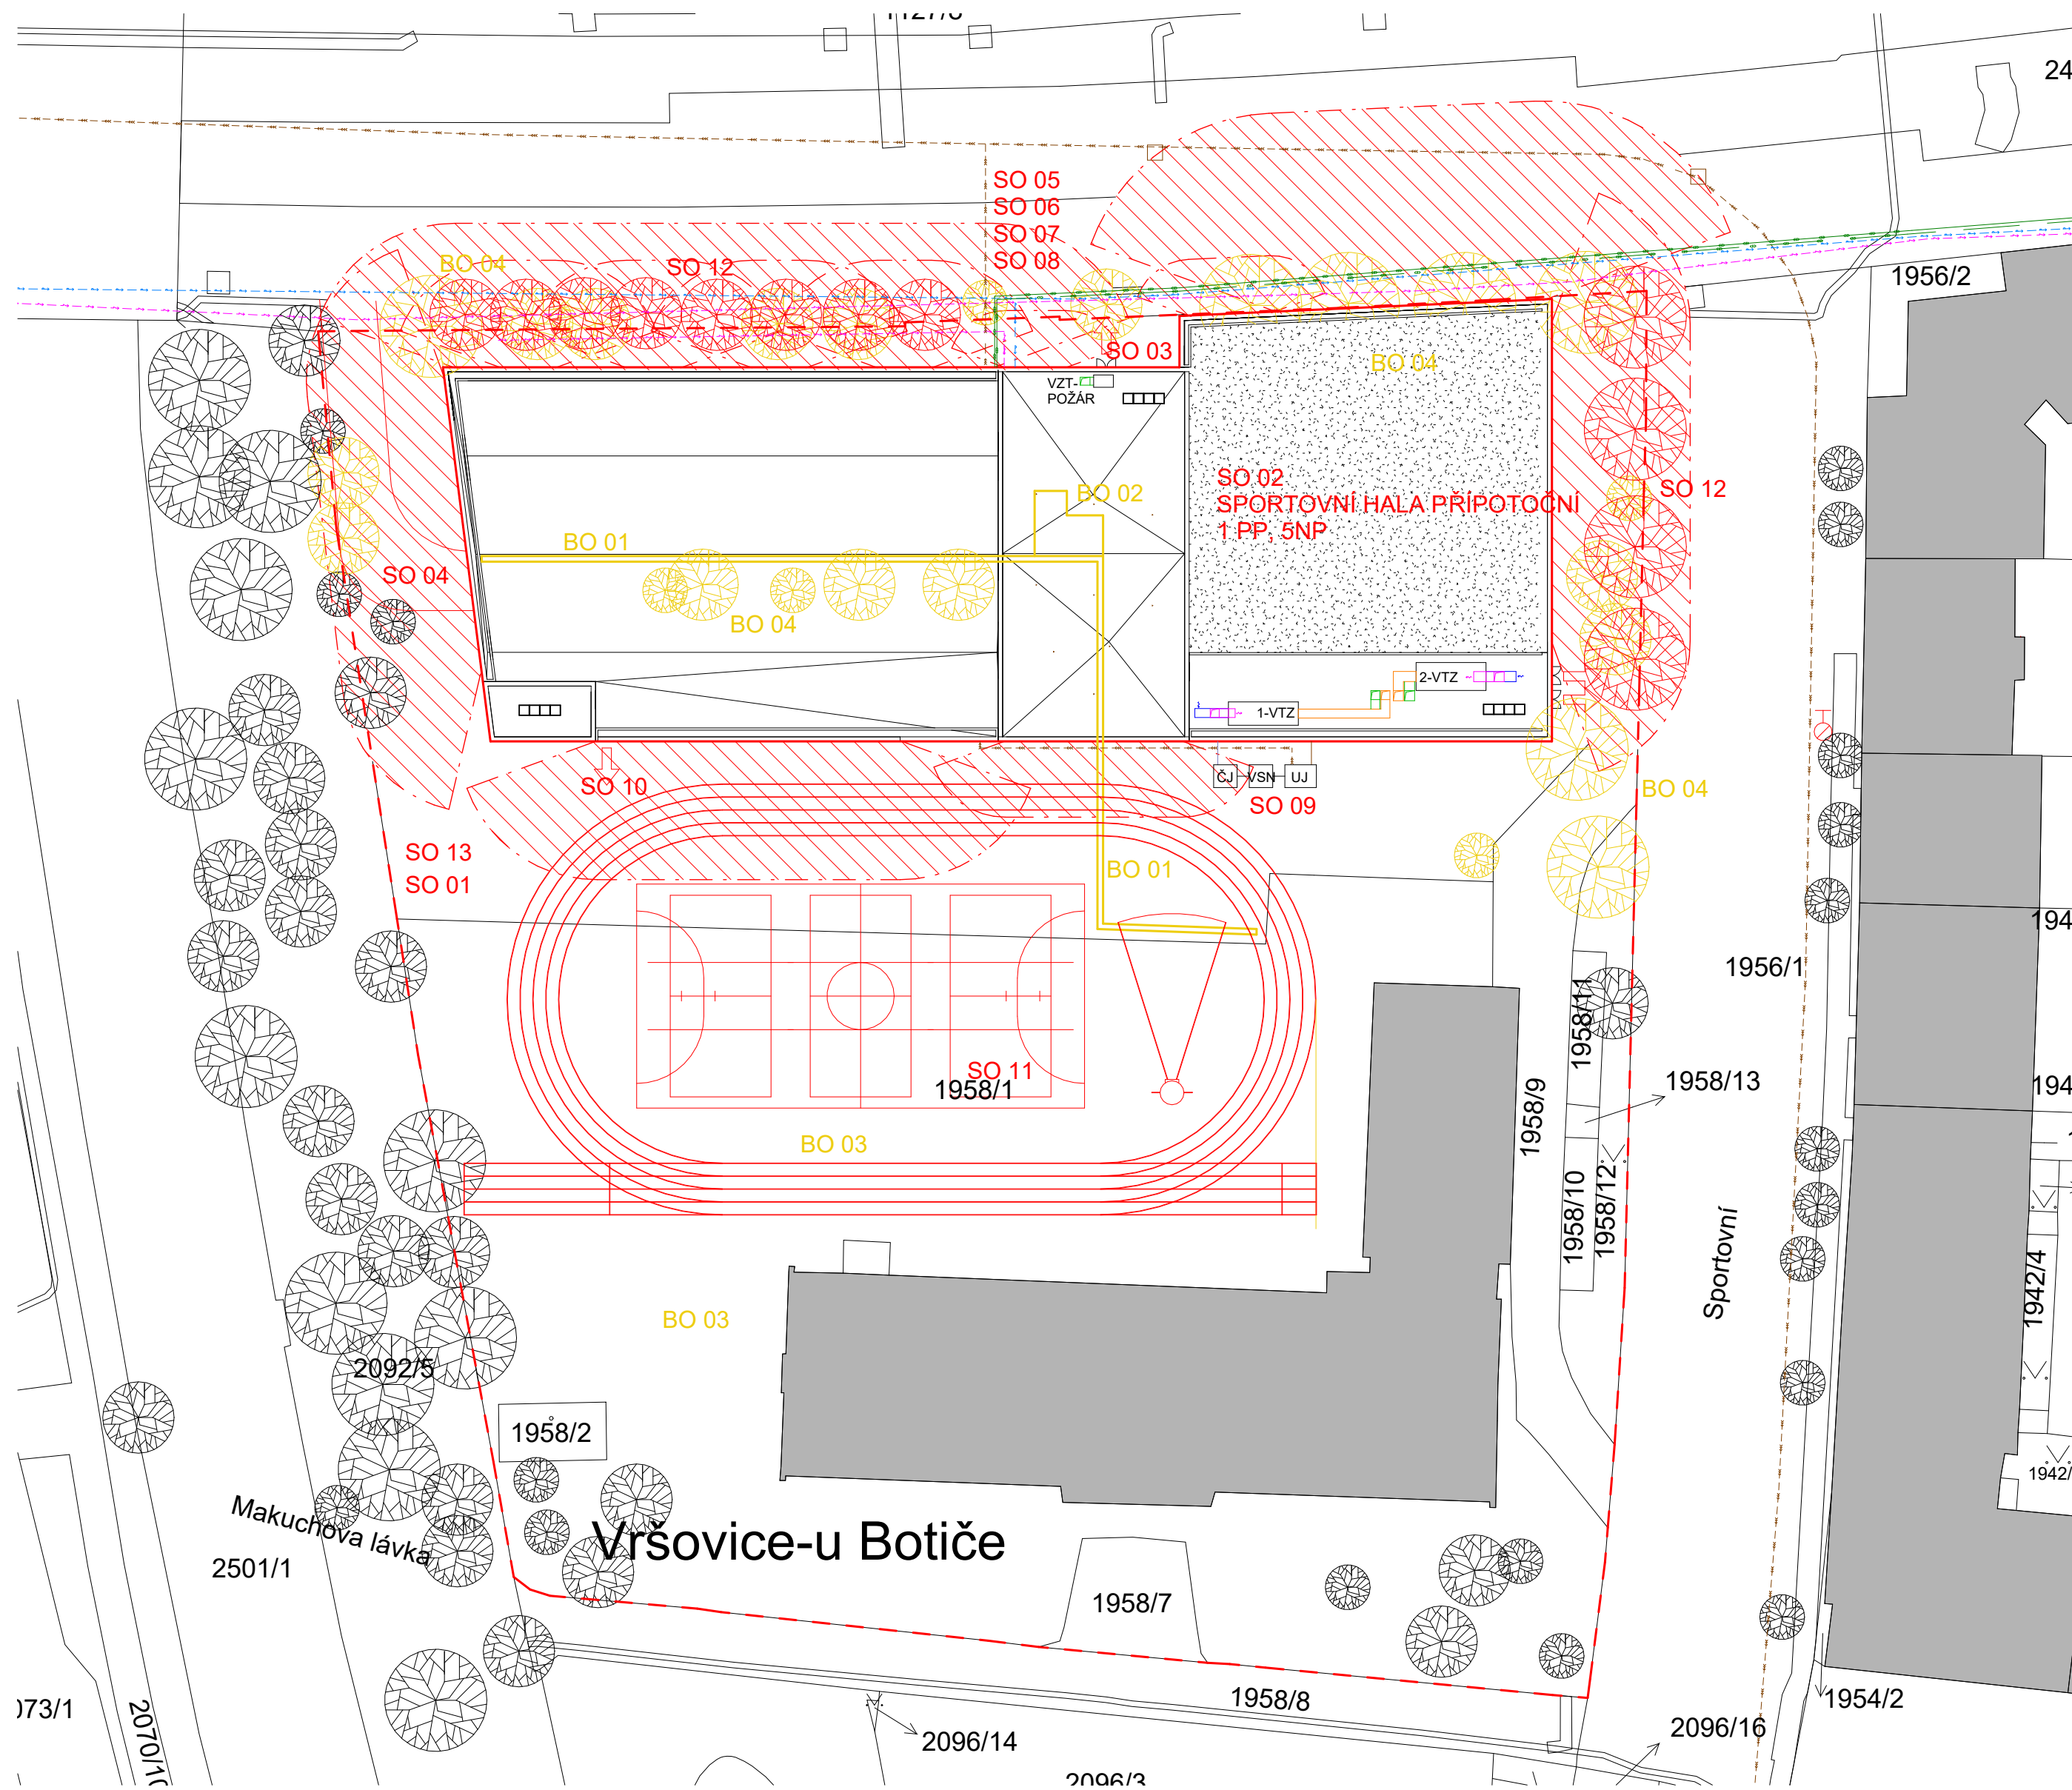 SO 05
SO 06
SO 07
SO 08
BO 04
SO 12
1956/2
SO 03
BO 04
VZT-
POŽÁR
SO 02
SPORTOVNÍ HALA PŘÍPOTOČNÍ
1 PP, 5NP
SO 12
BO 02
BO 01
SO 04
BO 04
2-VTZ
1-VTZ
SO 10
ČJ
VSN
UJ
SO 09
BO 04
SO 13
SO 01
BO 01
1956/1
1958/11
SO 11
1958/1
1958/13
1958/9
BO 03
1958/10
1958/12
Sportovní
1942/4
BO 03
2092/5
1958/2
Makuchova lávka
Vršovice-u Botiče
2501/1
1958/7
1958/8
1954/2
2096/14
2096/16
2096/3